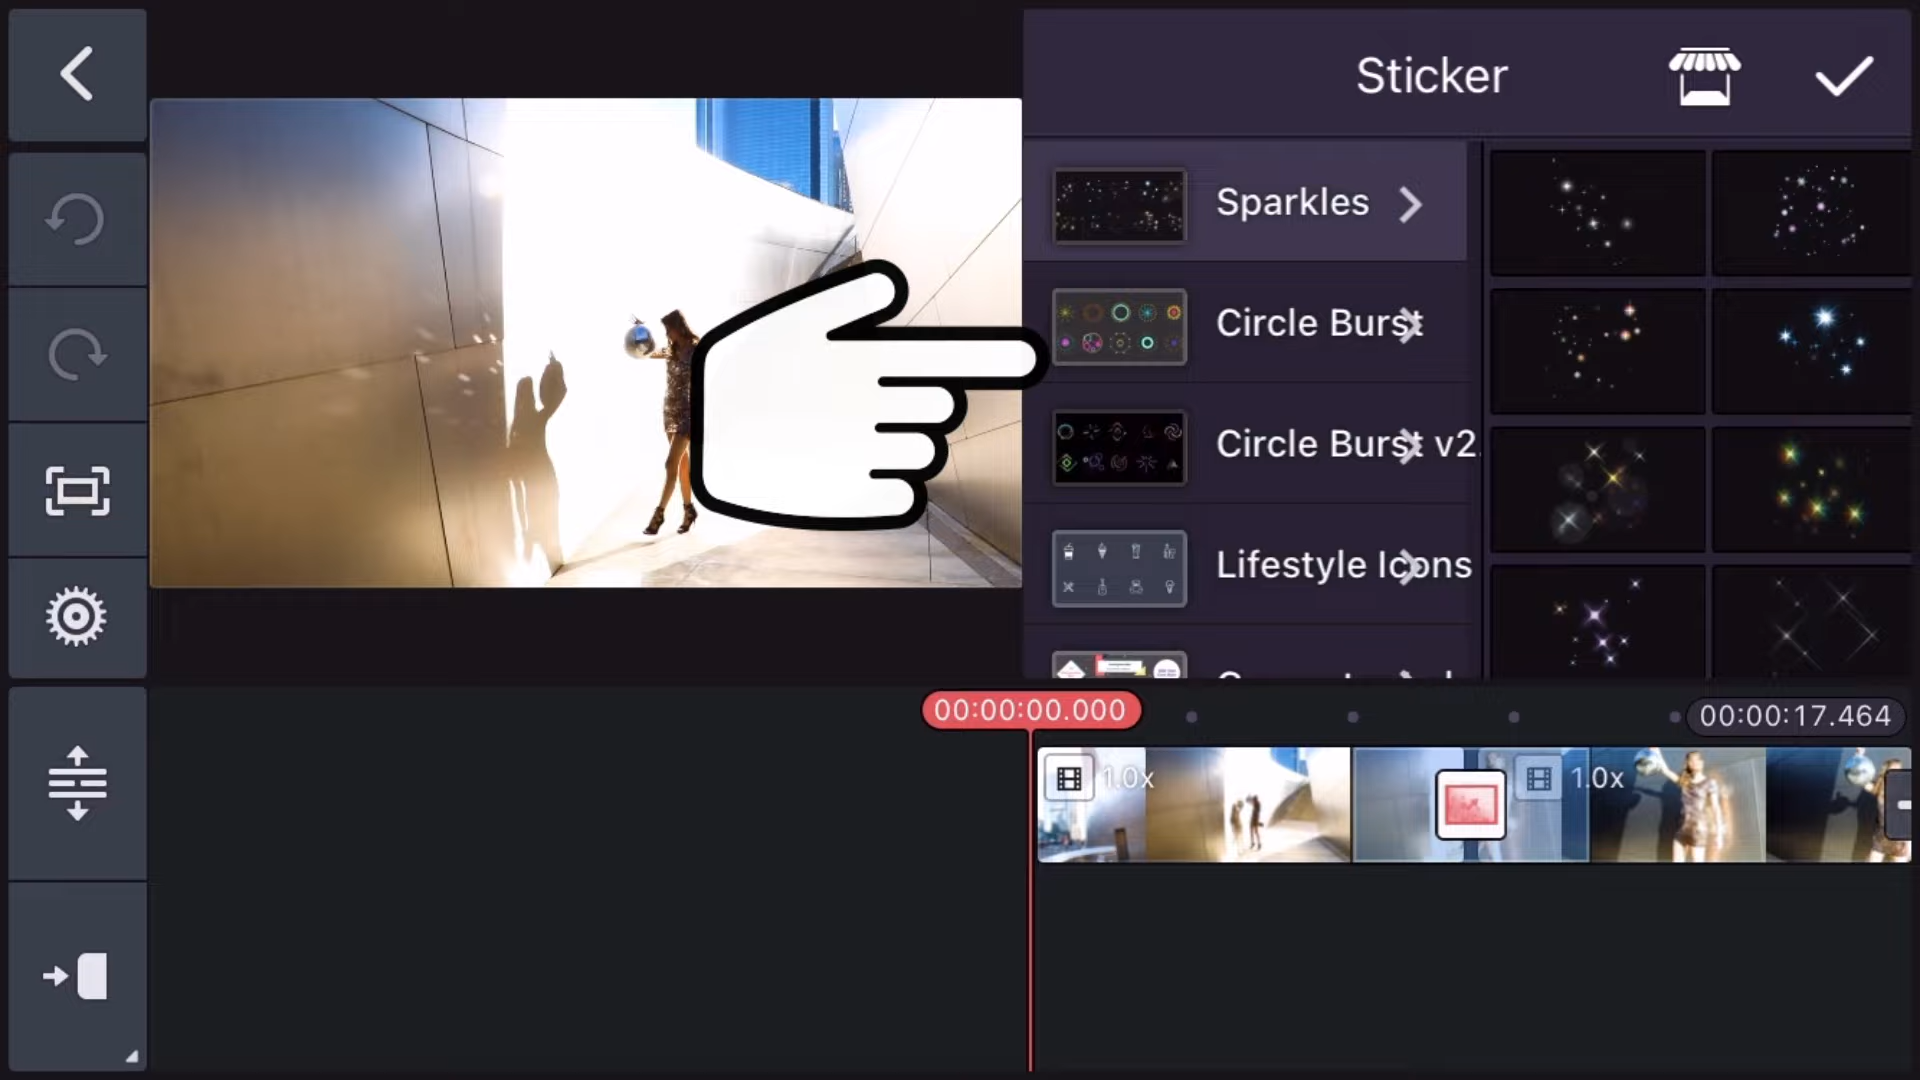 Sticker
Sparkles
Circle Burst
Circle Burst v2
Lifestyle Icons
00:00:00.000
00:00:17.464
1.0x
1.0x